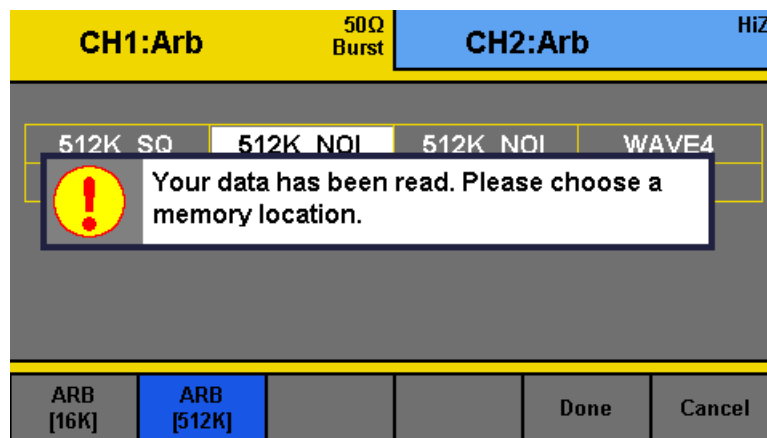 CH1:Arb
50Ω
Burst
CH2:Arb
HiZ
512K SQ
512K NOI
512K NOI
WAVE4
Your data has been read. Please choose a
memory location.
ARB
[16K]
ARB
[512K]
Done
Cancel